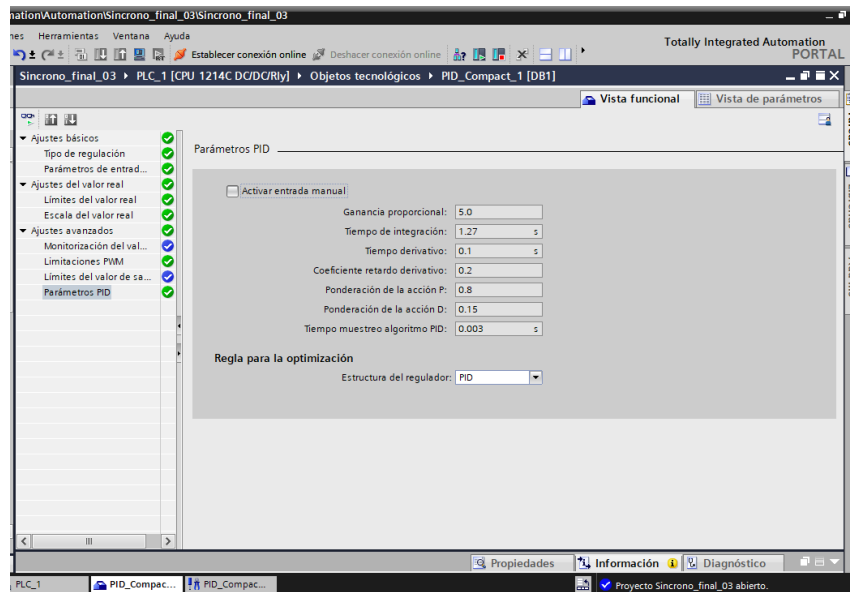 mation\Automation\Sincrono_final_03\Sincrono_final_03
nes Herramientas Ventana Ayuda
Totally Integrated Automation
PORTAL
Establecer conexión online Deshacer conexión online
Sincrono_final_03 PLC_1 [CPU 1214C DC/DC/Rly] Objetos tecnológicos PID_Compact_1 [DB1]
Vista funcional Vista de parámetros
Ajustes básicos
Tipo de regulación
Parámetros de entrad...
Ajustes del valor real
Límites del valor real
Escala del valor real
Ajustes avanzados
Monitorización del val...
Limitaciones PWM
Límites del valor de sa...
Parámetros PID
Parámetros PID
Activar entrada manual
Ganancia proporcional: 5.0
Tiempo de integración: 1.27 s
Tiempo derivativo: 0.1 s
Coeficiente retardo derivativo: 0.2
Ponderación de la acción P: 0.8
Ponderación de la acción D: 0.15
Tiempo muestreo algoritmo PID: 0.003 s
Regla para la optimización
Estructura del regulador: PID
Propiedades Información Diagnóstico
PLC_1 PID_Compac... PID_Compac... Proyecto Sincrono_final_03 abierto.